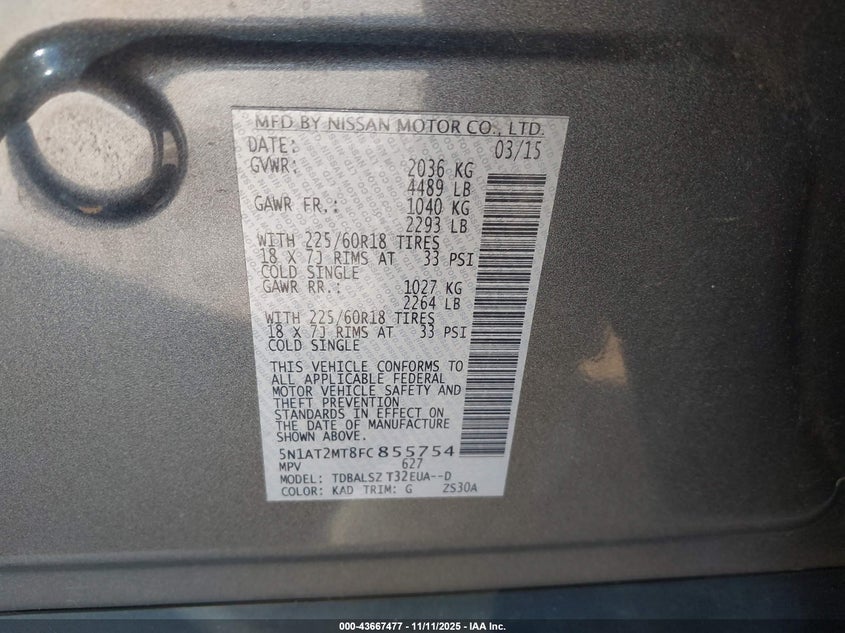 MFD BY NISSAN MOTOR CO., LTD.
DATE: 03/15
GVWR: 2036 KG
4489 LB
GAWR FR.: 1040 KG
2293 LB
WITH 225/60R18 TIRES
18 X 7J RIMS AT 33 PSI
COLD SINGLE
GAWR RR.: 1027 KG
2264 LB
WITH 225/60R18 TIRES
18 X 7J RIMS AT 33 PSI
COLD SINGLE
THIS VEHICLE CONFORMS TO
ALL APPLICABLE FEDERAL
MOTOR VEHICLE SAFETY AND
THEFT PREVENTION
STANDARDS IN EFFECT ON
THE DATE OF MANUFACTURE
SHOWN ABOVE.
5N1AT2MT8FC855754
MPV 627
MODEL: TDBALSZ T32EUA--D
COLOR: KAD TRIM: G ZS30A
000-43667477 - 11/11/2025 - IAA Inc.